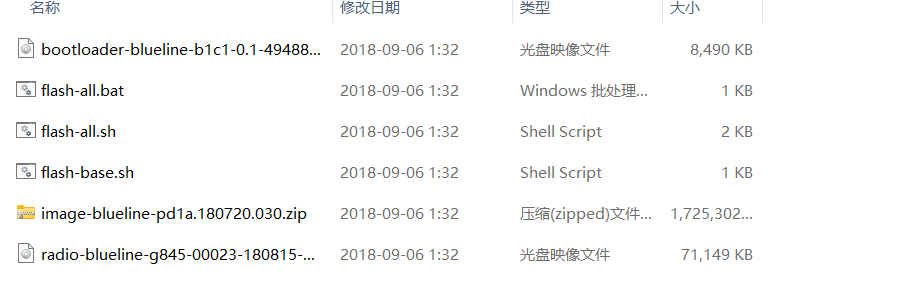 名称 修改日期 类型 大小
bootloader-blueline-b1c1-0.1-49488... 2018-09-06 1:32 光盘映像文件 8,490 KB
flash-all.bat 2018-09-06 1:32 Windows 批处理... 1 KB
flash-all.sh 2018-09-06 1:32 Shell Script 2 KB
flash-base.sh 2018-09-06 1:32 Shell Script 1 KB
image-blueline-pd1a.180720.030.zip 2018-09-06 1:32 压缩(zipped)文件... 1,725,302...
radio-blueline-g845-00023-180815-... 2018-09-06 1:32 光盘映像文件 71,149 KB